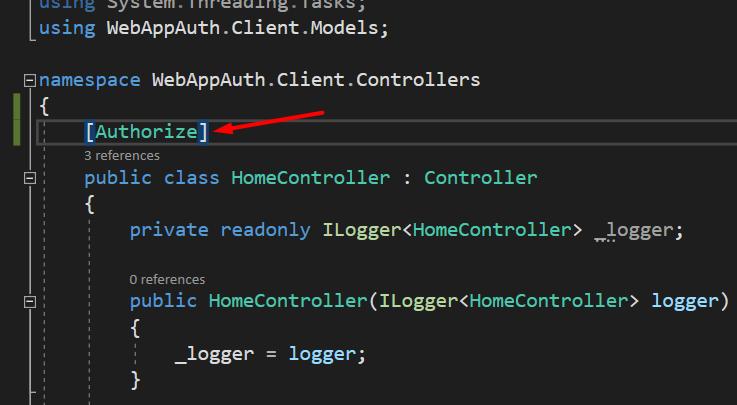 using System.Threading.Tasks;
using WebAppAuth.Client.Models;
namespace WebAppAuth.Client.Controllers
{
[Authorize]
3 references
public class HomeController : Controller
{
private readonly ILogger<HomeController> _logger;
0 references
public HomeController(ILogger<HomeController> logger)
{
_logger = logger;
}